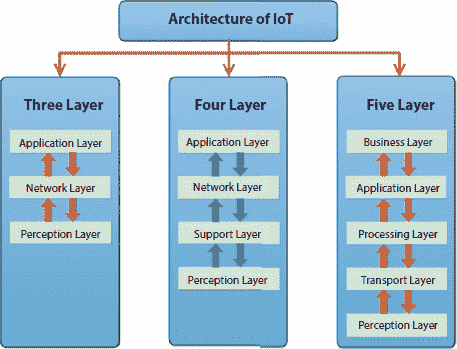 Architecture of IoT
Three Layer
Application Layer
Network Layer
Perception Layer
Four Layer
Application Layer
Network Layer
Support Layer
Perception Layer
Five Layer
Business Layer
Application Layer
Processing Layer
Transport Layer
Perception Layer